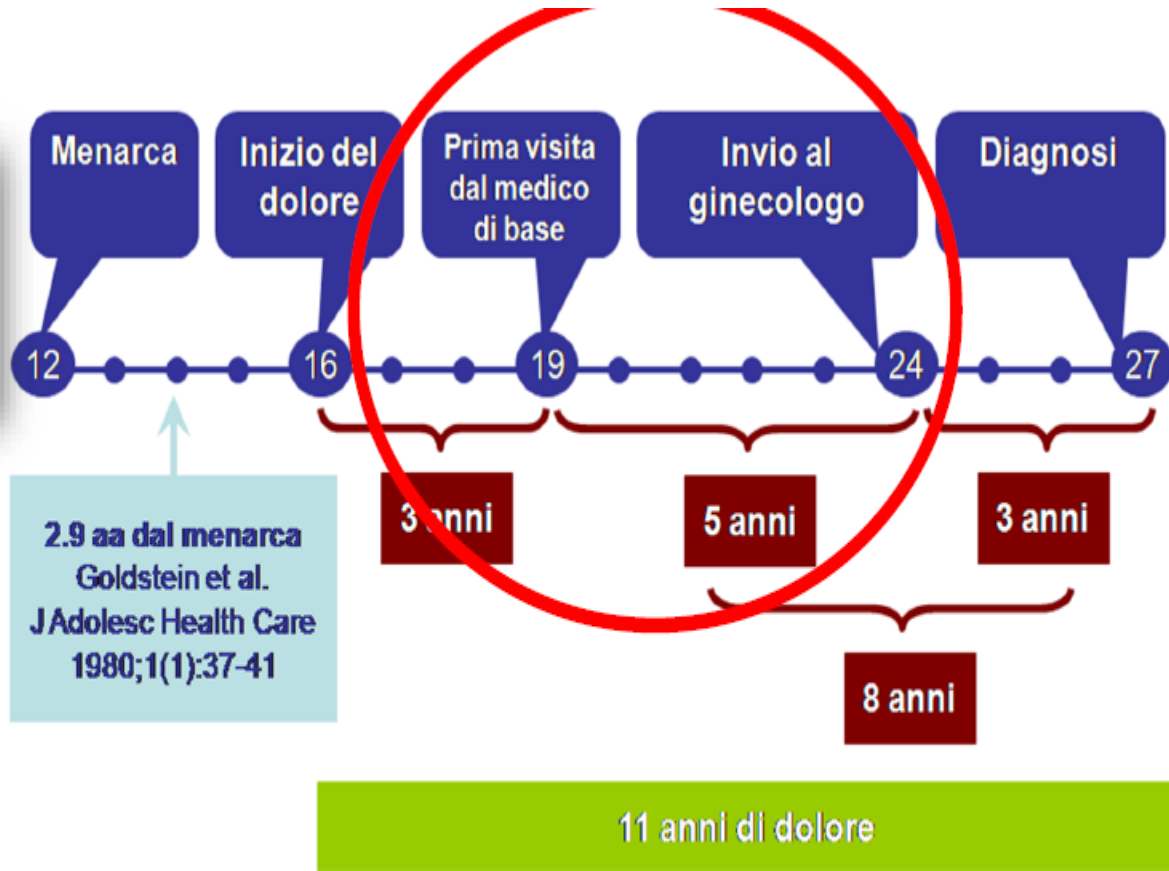 Menarca
Inizio del
dolore
Prima visita
dal medico
di base
Invio al
ginecologo
Diagnosi
12
16
19
24
27
3 anni
5 anni
3 anni
2.9 aa dal menarca
Goldstein et al.
J Adolesc Health Care
1980;1(1):37-41
8 anni
11 anni di dolore